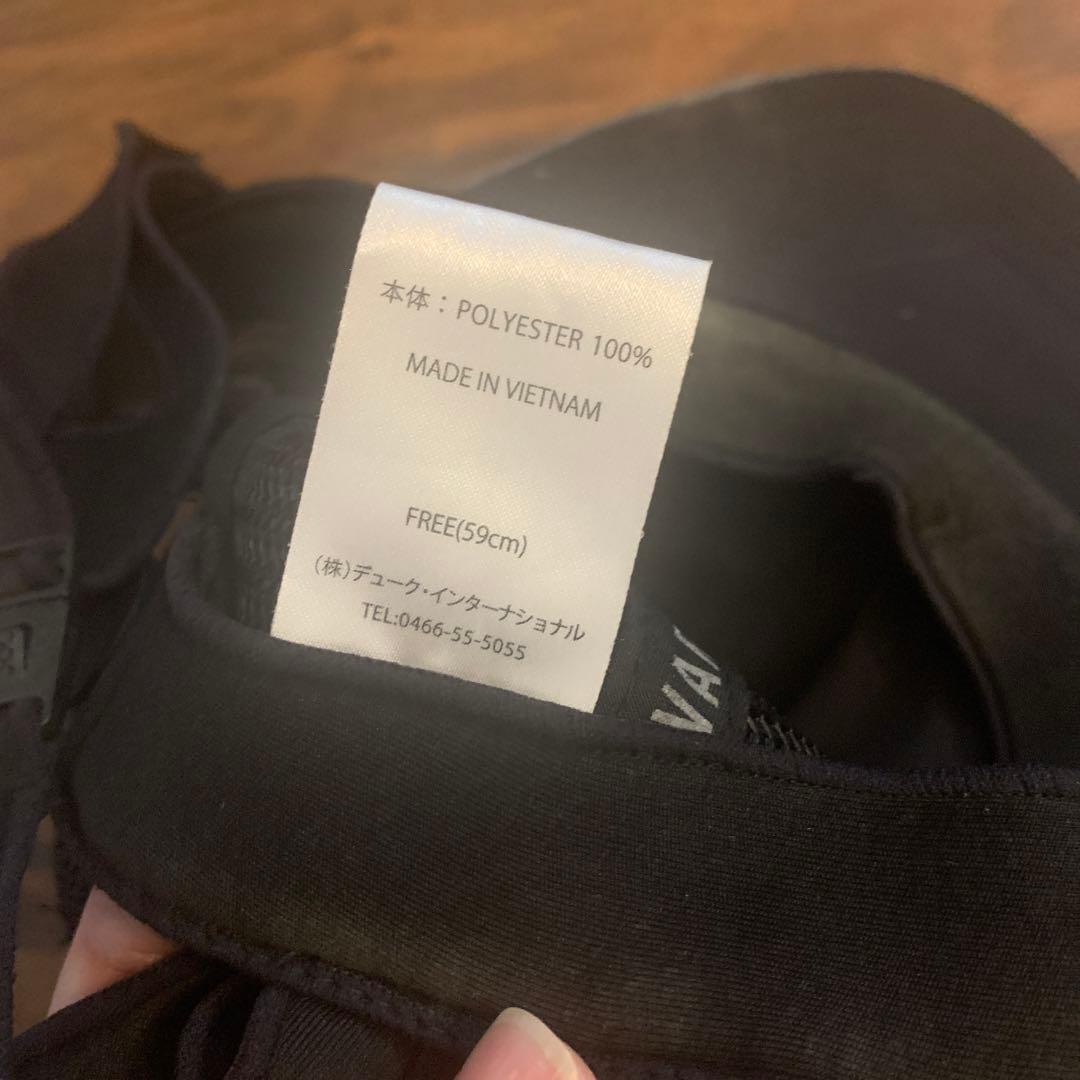 本体：POLYESTER 100%
MADE IN VIETNAM
FREE(59cm)
(株)デューク・インターナショナル
TEL:0466-55-5055